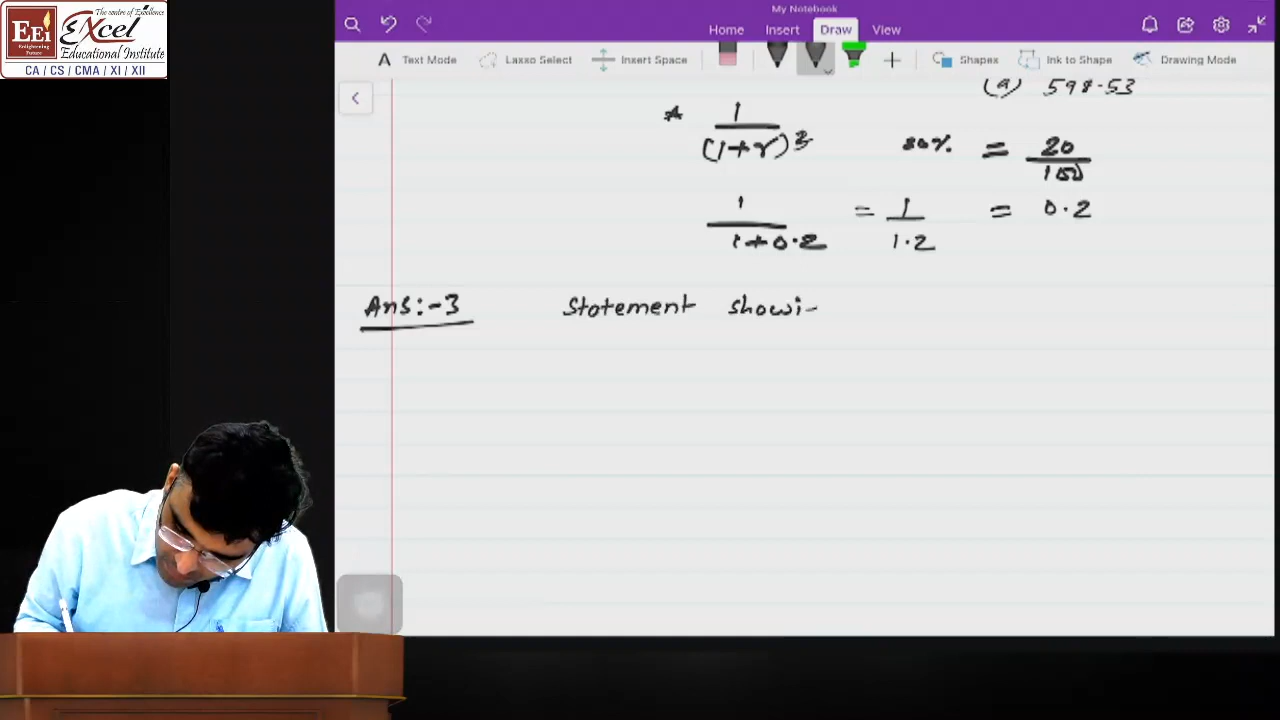 The centre of Excellence
EEi Excel
Enlightening Future
Educational Institute
CA / CS / CMA / XI / XII
My Notebook
Home Insert Draw View
Text Mode Lasso Select Insert Space Shapes Ink to Shape Drawing Mode
(a) 598.53
* 1/(1+r)³
= 20/100
1/(1+0.2) = 1/1.2 = 0.2
Ans:-3 Statement showi-